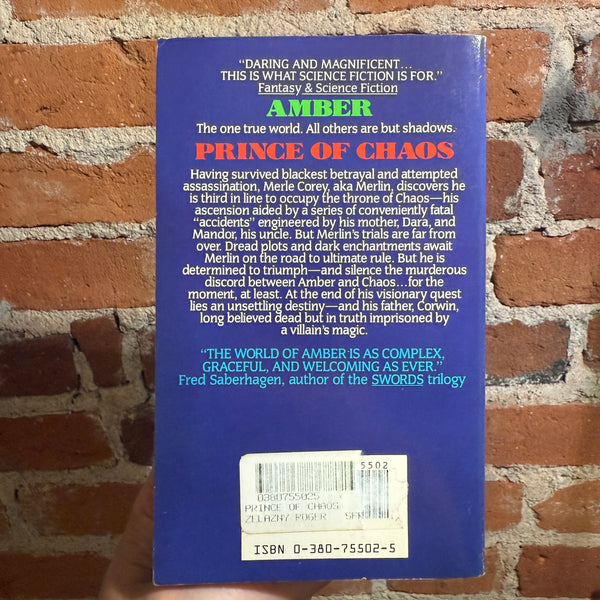 “DARING AND MAGNIFICENT...
THIS IS WHAT SCIENCE FICTION IS FOR.”
Fantasy & Science Fiction
AMBER
The one true world. All others are but shadows.
PRINCE OF CHAOS
Having survived blackest betrayal and attempted
assassination, Merle Corey, aka Merlin, discovers he
is third in line to occupy the throne of Chaos—his
ascension aided by a series of conveniently fatal
“accidents” engineered by his mother, Dara, and
Mandor, his uncle. But Merlin’s trials are far from
over. Dread plots and dark enchantments await
Merlin on the road to ultimate rule. But he is
determined to triumph—and silence the murderous
discord between Amber and Chaos...for the
moment, at least. At the end of his visionary quest
lies an unsettling destiny—and his father, Corwin,
long believed dead but in truth imprisoned by
a villain’s magic.
“THE WORLD OF AMBER IS AS COMPLEX,
GRACEFUL, AND WELCOMING AS EVER.”
Fred Saberhagen, author of the SWORDS trilogy
5502
0380755025
PRINCE OF CHAOS
ZELAZNY ROGER
ISBN 0-380-75502-5